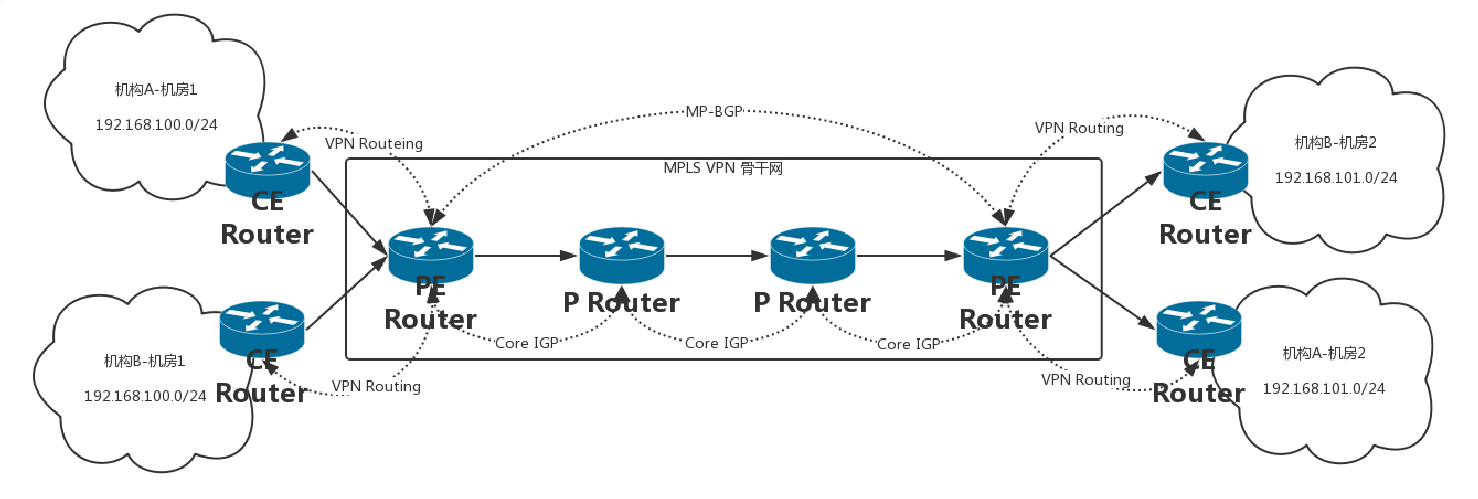 机构A-机房1
192.168.100.0/24
VPN Routeing
CE
Router
MP-BGP
VPN Routing
机构B-机房2
192.168.101.0/24
CE
Router
MPLS VPN 骨干网
PE
Router
P Router
P Router
PE
Router
Core IGP
Core IGP
Core IGP
机构B-机房1
192.168.100.0/24
CE
Router
VPN Routing
VPN Routing
CE
Router
机构A-机房2
192.168.101.0/24